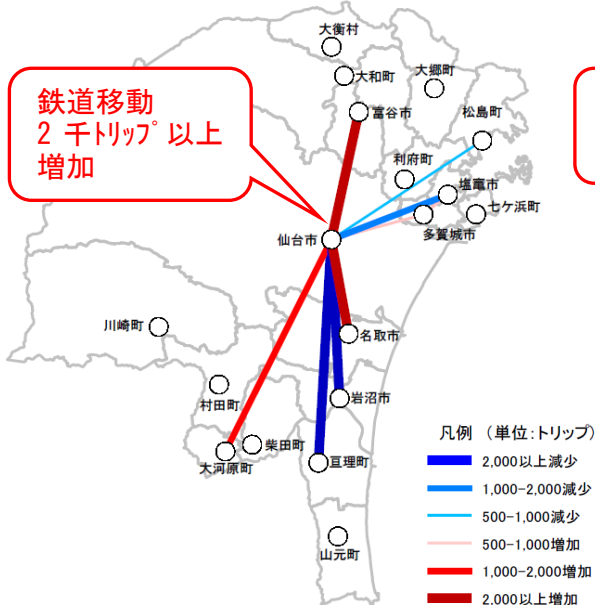 大衡村
大和町
大郷町
鉄道移動
2 千トリップ 以上
増加
富谷市
松島町
利府町
塩竈市
七ケ浜町
多賀城市
仙台市
川崎町
名取市
岩沼市
村田町
柴田町
大河原町
亘理町
山元町
凡例 (単位:トリップ)
2,000以上減少
1,000-2,000減少
500-1,000減少
500-1,000増加
1,000-2,000増加
2,000以上増加